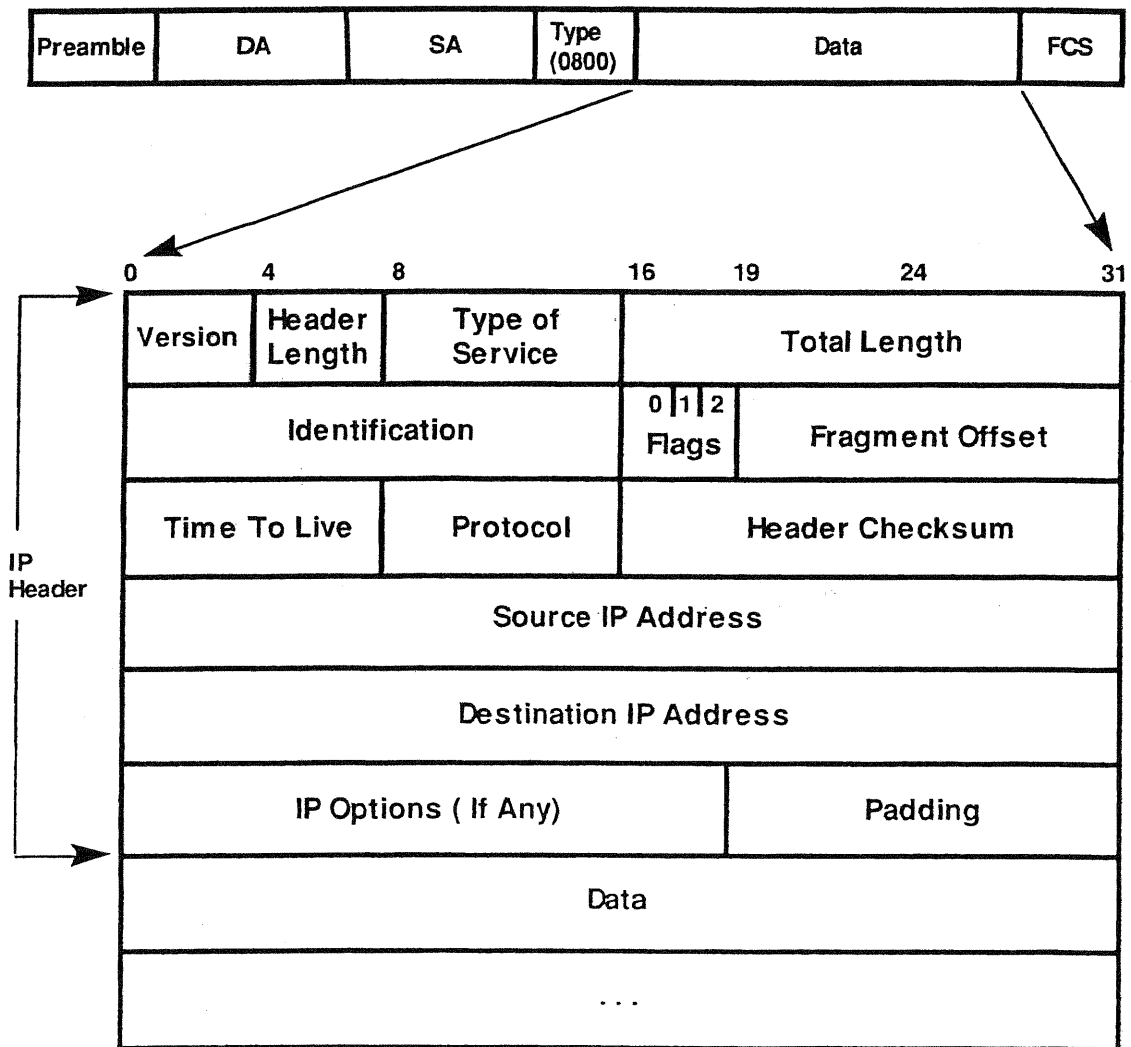 Preamble DA SA Type (0800) Data FCS
0 4 8 16 19 24 31
Version Header Length Type of Service Total Length
Identification 0 1 2 Flags Fragment Offset
Time To Live Protocol Header Checksum
IP Header
Source IP Address
Destination IP Address
IP Options ( If Any) Padding
Data
. . .